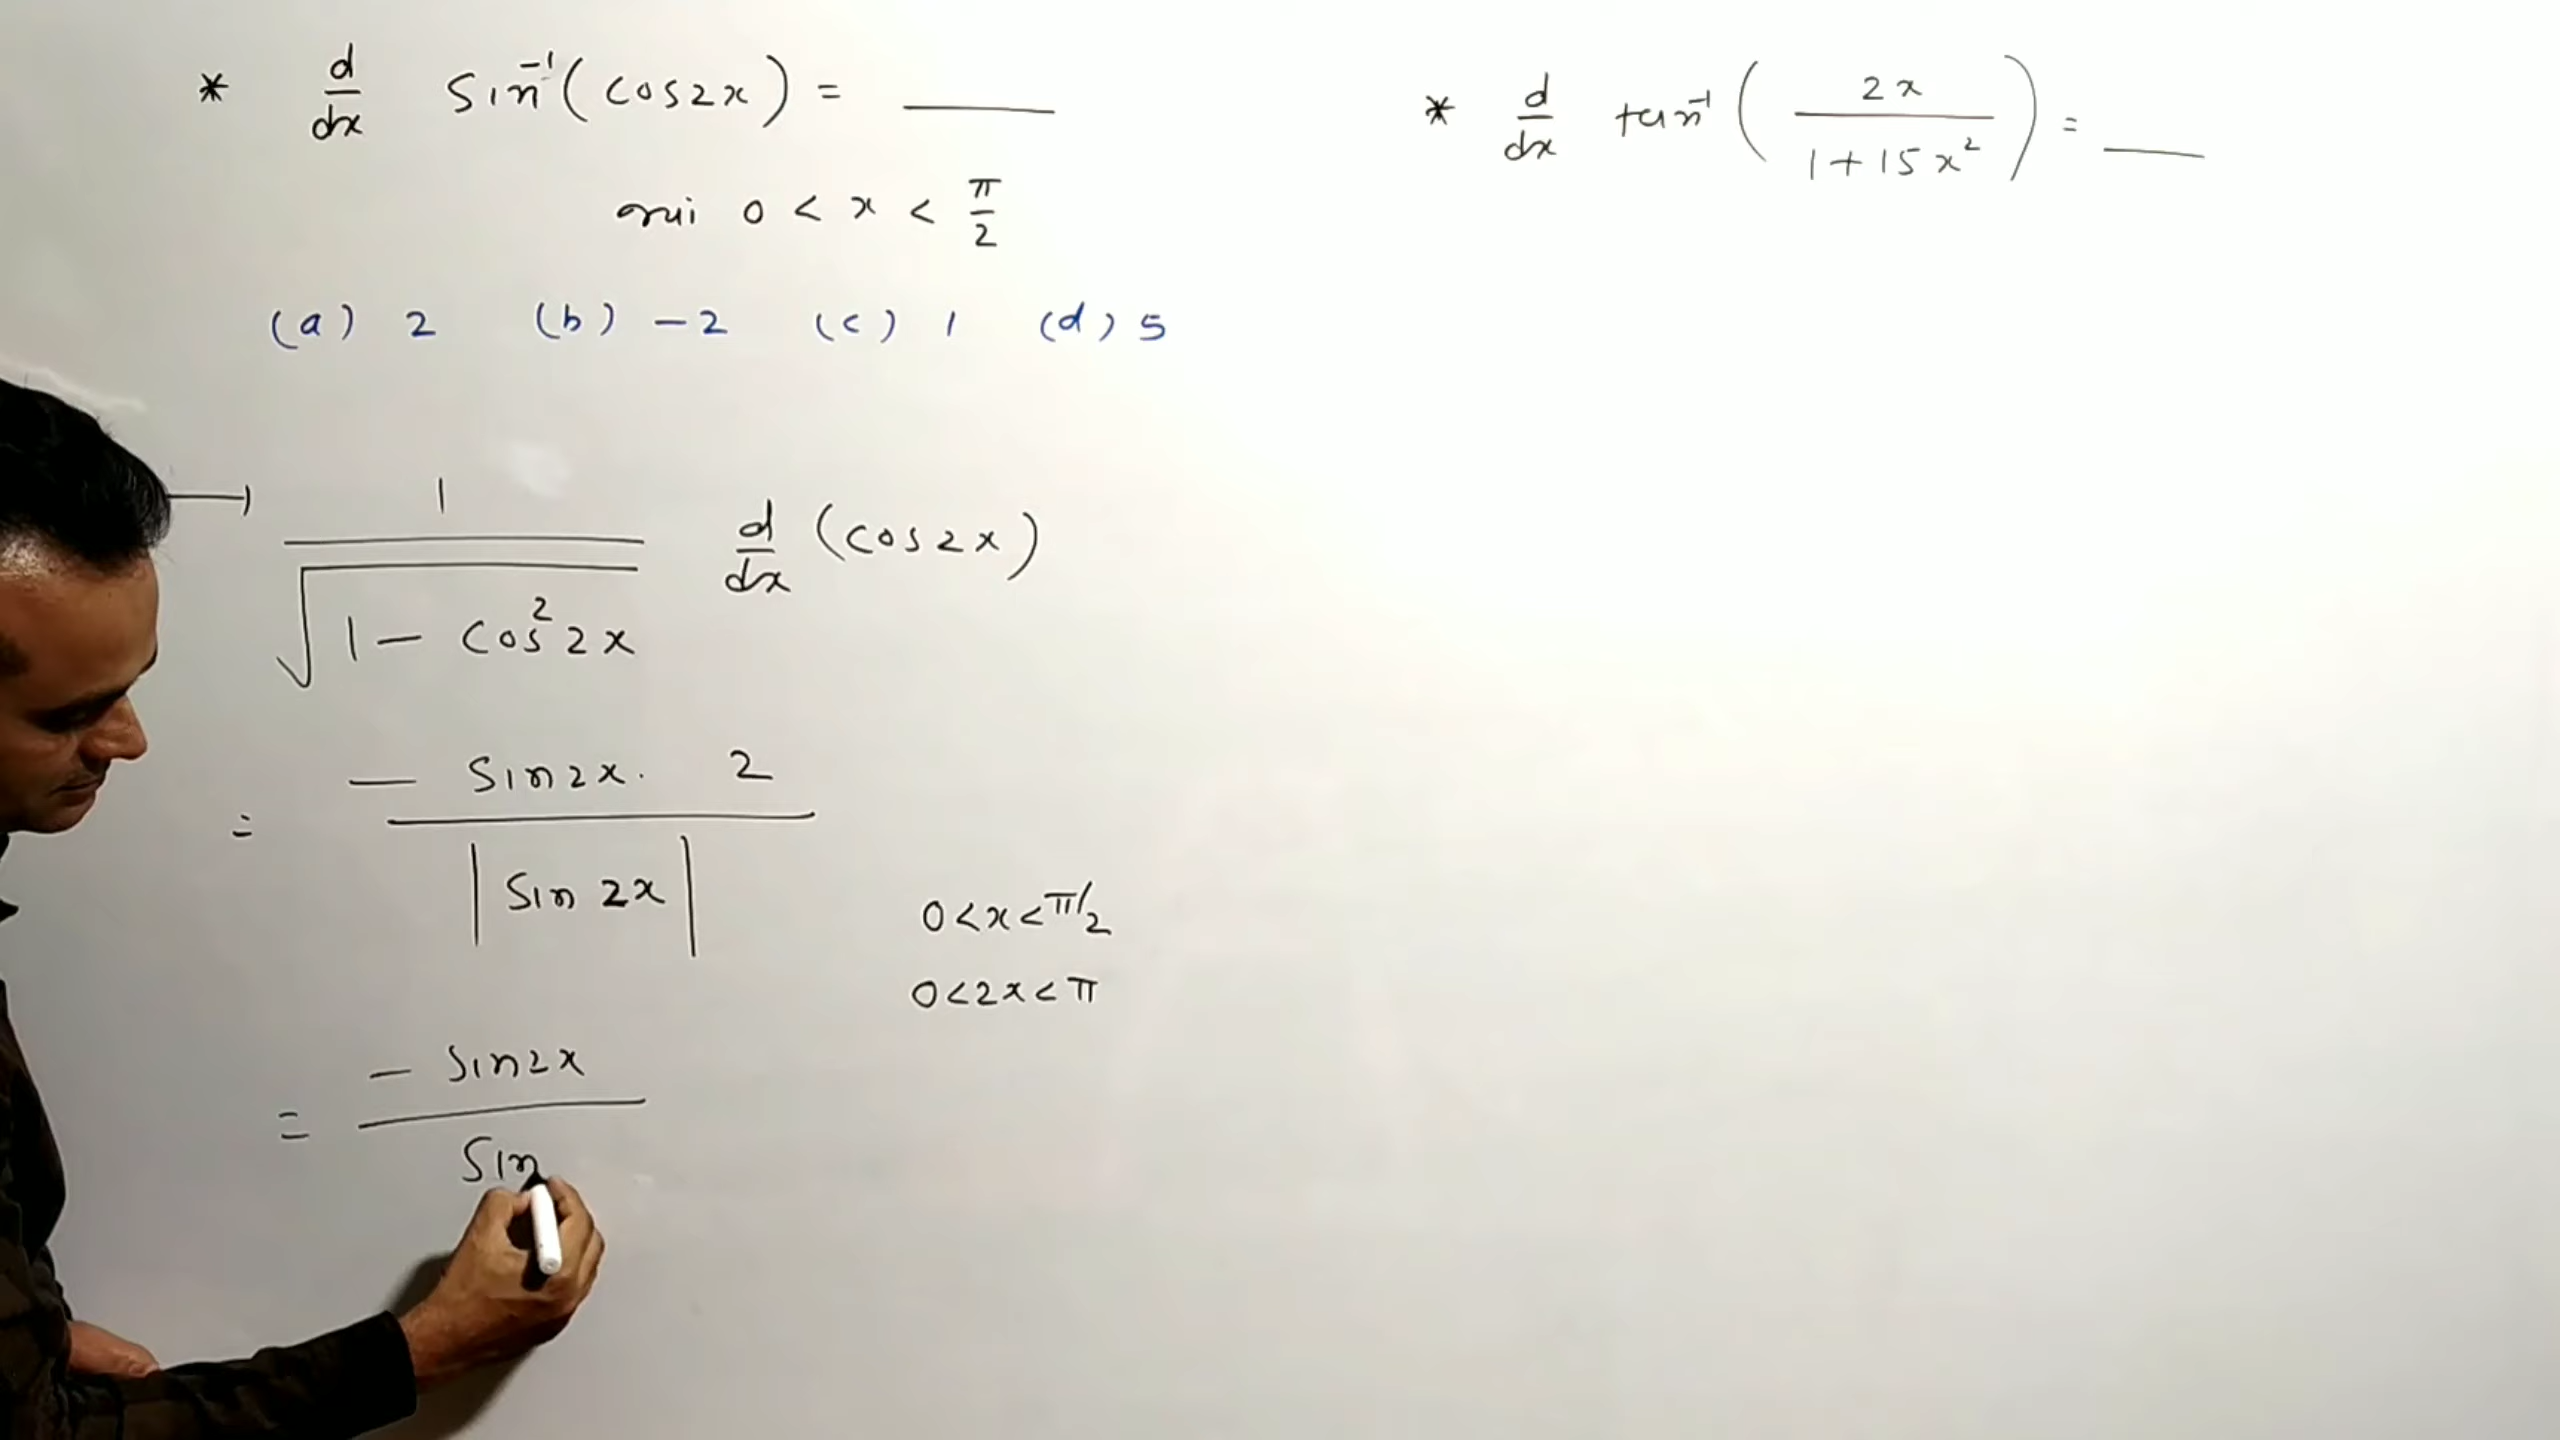 * d/dx Sin⁻¹(cos2x) = ____
0 < x < π/2
(a) 2 (b) -2 (c) 1 (d) 5
1 / √(1 - cos²2x) d/dx (cos2x)
= - Sin2x. 2 / |Sin 2x|
0<x<π/2
0<2x<π
= - Sin2x / Sin
* d/dx tan⁻¹(2x / (1+15x²)) = ____